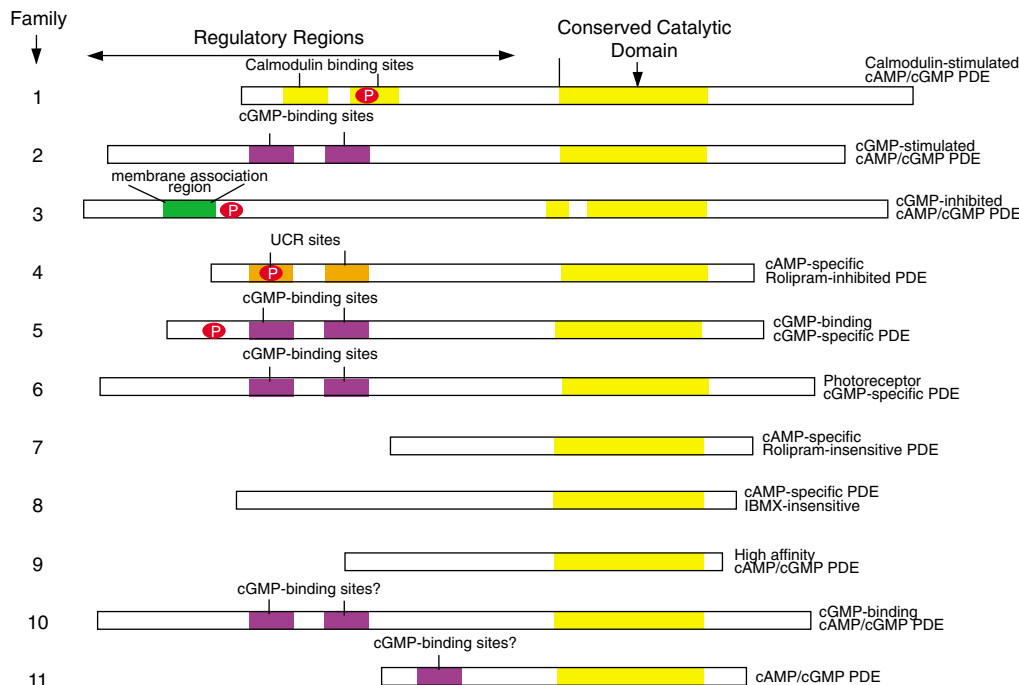 Family
Regulatory Regions
Conserved Catalytic
Domain
Calmodulin binding sites
Calmodulin-stimulated
cAMP/cGMP PDE
1
P
cGMP-binding sites
2
cGMP-stimulated
cAMP/cGMP PDE
membrane association
region
3
P
cGMP-inhibited
cAMP/cGMP PDE
UCR sites
4
P
cAMP-specific
Rolipram-inhibited PDE
cGMP-binding sites
5
P
cGMP-binding
cGMP-specific PDE
cGMP-binding sites
6
Photoreceptor
cGMP-specific PDE
7
cAMP-specific
Rolipram-insensitive PDE
8
cAMP-specific PDE
IBMX-insensitive
9
High affinity
cAMP/cGMP PDE
cGMP-binding sites?
10
cGMP-binding
cAMP/cGMP PDE
cGMP-binding sites?
11
cAMP/cGMP PDE